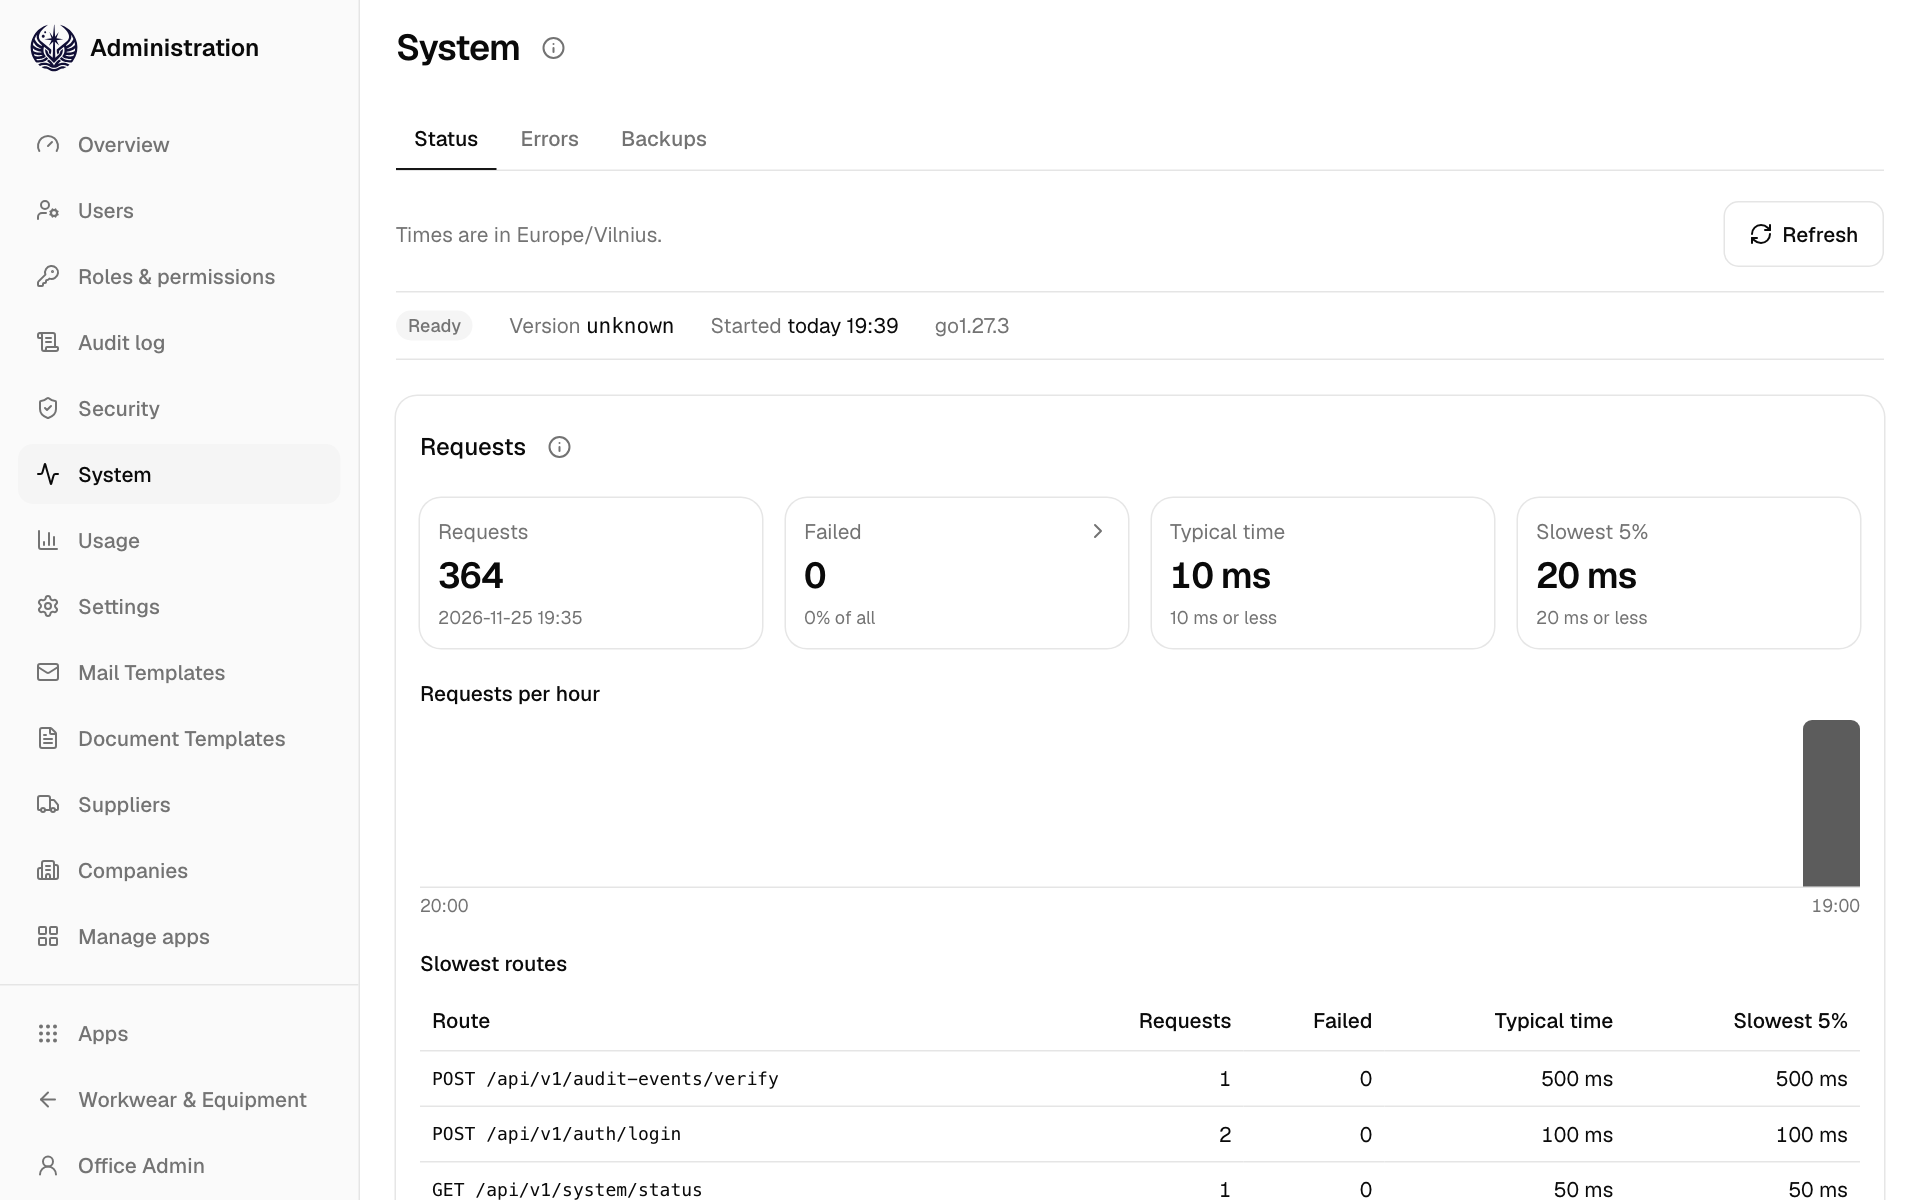 Administration
Overview
Users
Roles & permissions
Audit log
Security
System
Usage
Settings
Mail Templates
Document Templates
Suppliers
Companies
Manage apps
Apps
Workwear & Equipment
Office Admin
System
Status Errors Backups
Times are in Europe/Vilnius.
Refresh
Ready Version unknown Started today 19:39 go1.27.3
Requests
Requests Failed Typical time Slowest 5%
364 0 10 ms 20 ms
2026-11-25 19:35 0% of all 10 ms or less 20 ms or less
Requests per hour
20:00 19:00
Slowest routes
Route Requests Failed Typical time Slowest 5%
POST /api/v1/audit-events/verify 1 0 500 ms 500 ms
POST /api/v1/auth/login 2 0 100 ms 100 ms
GET /api/v1/system/status 1 0 50 ms 50 ms